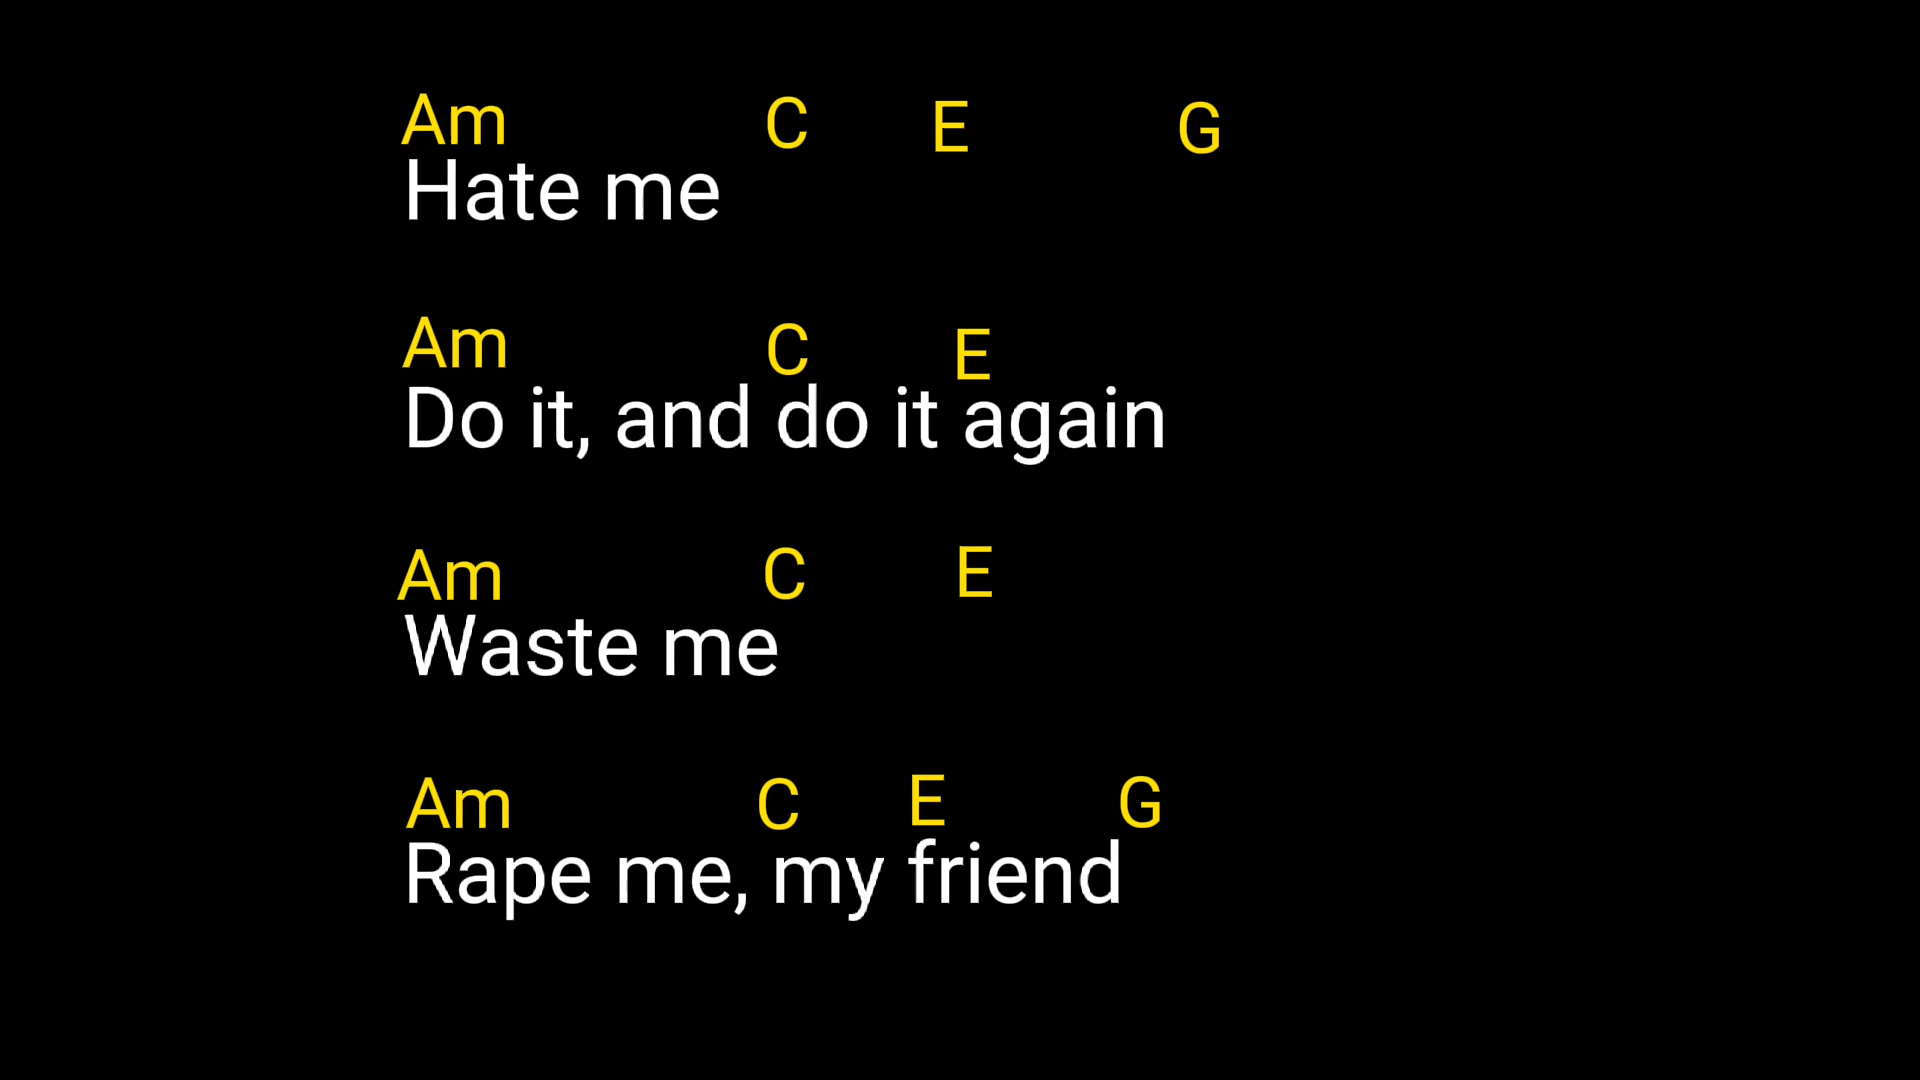 Am C E G
Hate me
Am C E
Do it, and do it again
Am C E
Waste me
Am C E G
Rape me, my friend